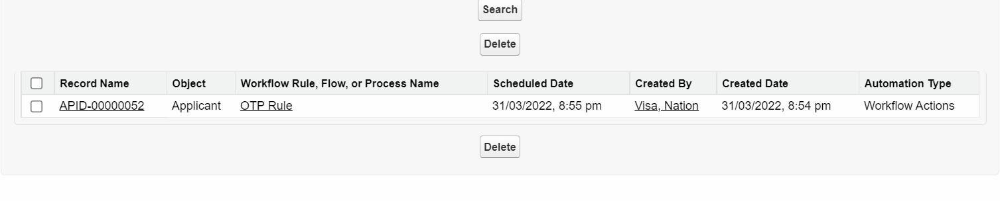 Search
Delete
Record Name Object Workflow Rule, Flow, or Process Name Scheduled Date Created By Created Date Automation Type
APID-00000052 Applicant OTP Rule 31/03/2022, 8:55 pm Visa, Nation 31/03/2022, 8:54 pm Workflow Actions
Delete